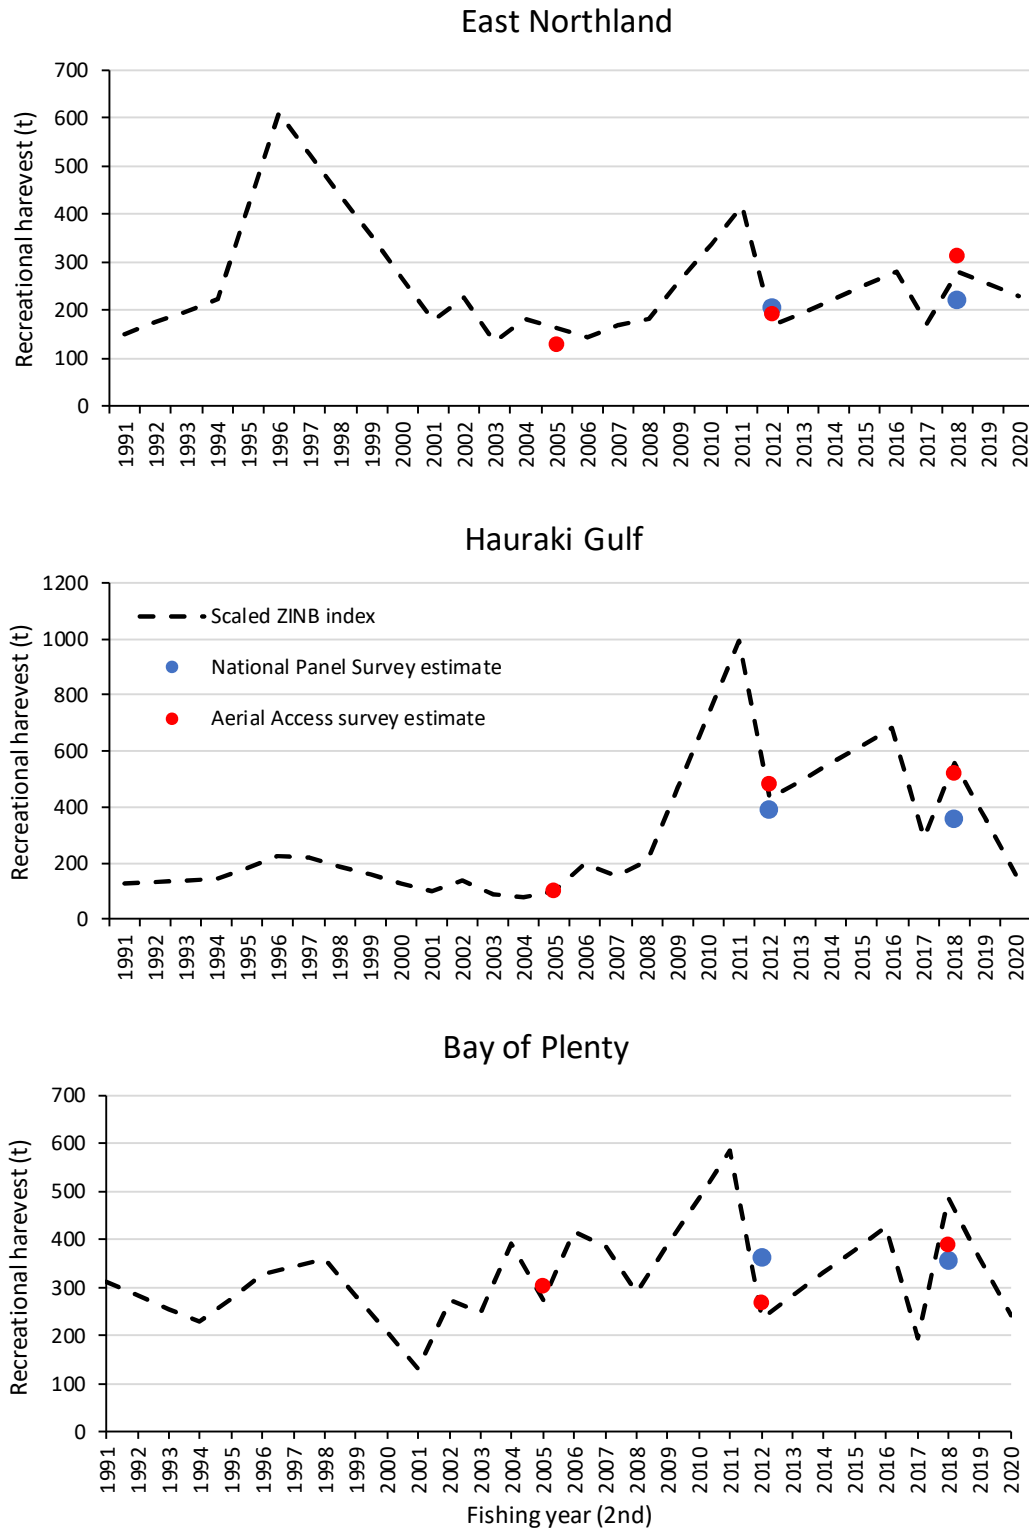 East Northland
Recreational harevest (t)
700
600
500
400
300
200
100
0
1991 1992 1993 1994 1995 1996 1997 1998 1999 2000 2001 2002 2003 2004 2005 2006 2007 2008 2009 2010 2011 2012 2013 2014 2015 2016 2017 2018 2019 2020
Hauraki Gulf
Recreational harevest (t)
1200
1000
800
600
400
200
0
Scaled ZINB index
National Panel Survey estimate
Aerial Access survey estimate
1991 1992 1993 1994 1995 1996 1997 1998 1999 2000 2001 2002 2003 2004 2005 2006 2007 2008 2009 2010 2011 2012 2013 2014 2015 2016 2017 2018 2019 2020
Bay of Plenty
Recreational harevest (t)
700
600
500
400
300
200
100
0
1991 1992 1993 1994 1995 1996 1997 1998 1999 2000 2001 2002 2003 2004 2005 2006 2007 2008 2009 2010 2011 2012 2013 2014 2015 2016 2017 2018 2019 2020
Fishing year (2nd)